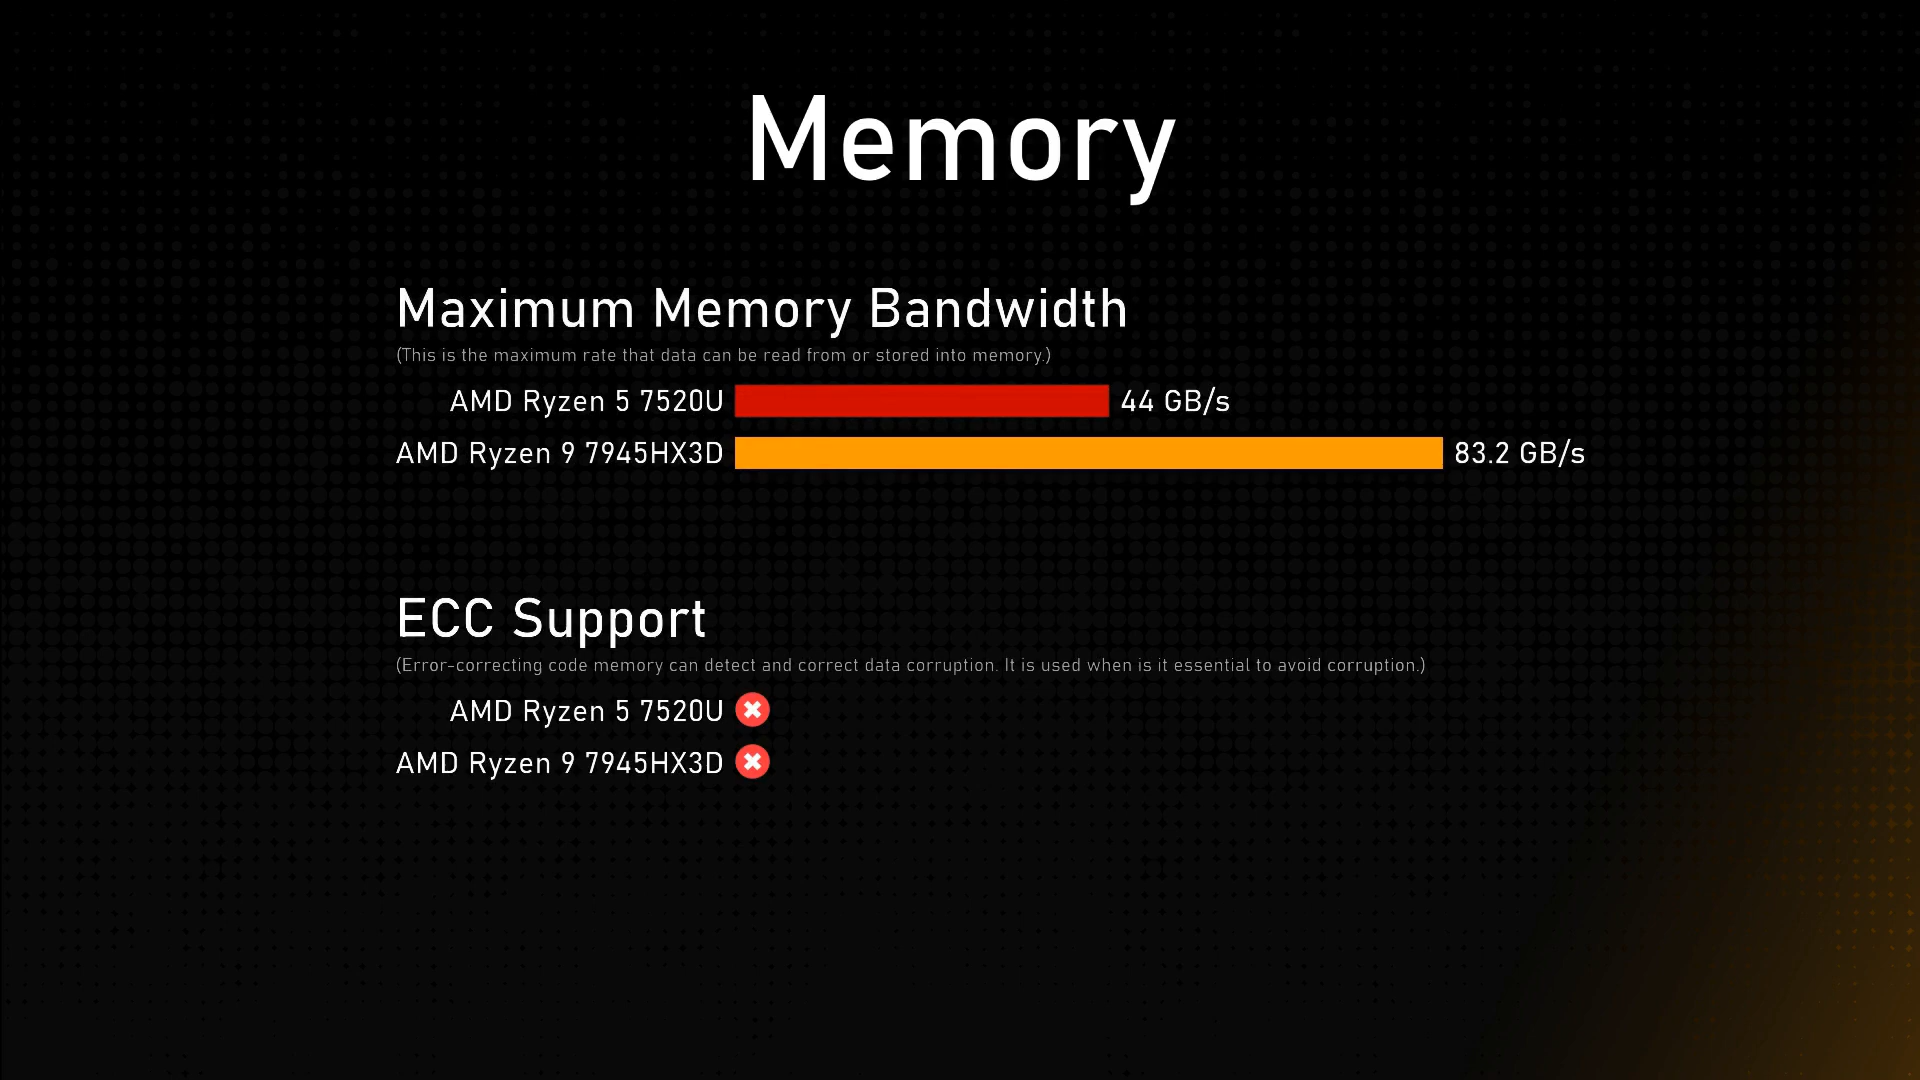 Memory
Maximum Memory Bandwidth
(This is the maximum rate that data can be read from or stored into memory.)
AMD Ryzen 5 7520U 44 GB/s
AMD Ryzen 9 7945HX3D 83.2 GB/s
ECC Support
(Error-correcting code memory can detect and correct data corruption. It is used when is it essential to avoid corruption.)
AMD Ryzen 5 7520U
AMD Ryzen 9 7945HX3D